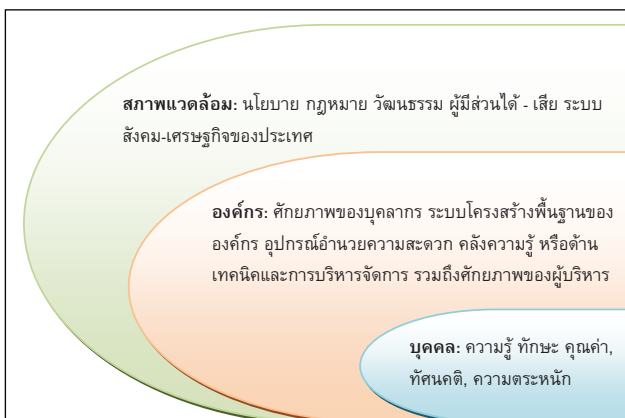 สภาพแวดล้อม: นโยบาย กฎหมาย วัฒนธรรม ผู้มีส่วนได้ - เสีย ระบบ
สังคม-เศรษฐกิจของประเทศ
องค์กร: ศักยภาพของบุคลากร ระบบโครงสร้างพื้นฐานของ
องค์กร อุปกรณ์อำนวยความสะดวก คลังความรู้ หรือด้าน
เทคนิคและการบริหารจัดการ รวมถึงศักยภาพของผู้บริหาร
บุคคล: ความรู้ ทักษะ คุณค่า,
ทัศนคติ, ความตระหนัก